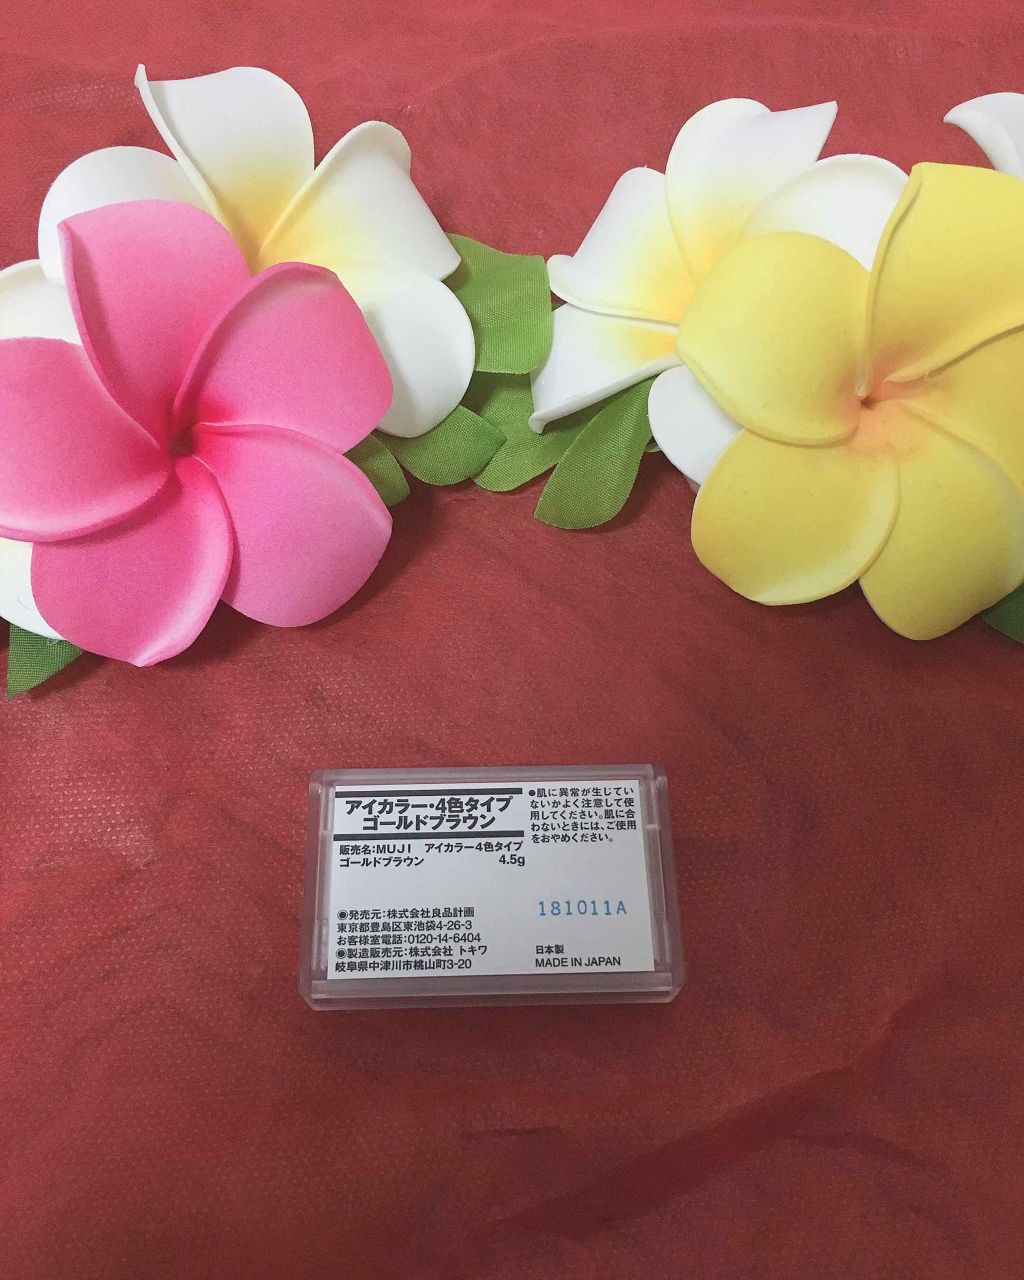 アイカラー・4色タイプ
ゴールドブラウン
販売名:MUJI アイカラー4色タイプ
ゴールドブラウン 4.5g
●肌に異常が生じてい
ないかよく注意して使
用してください。肌に合
わないときには、ご使用
をおやめください。
◉発売元:株式会社良品計画
東京都豊島区東池袋4-26-3
お客様室電話:0120-14-6404
◉製造販売元:株式会社 トキワ
岐阜県中津川市桃山町3-20
181011A
日本製
MADE IN JAPAN